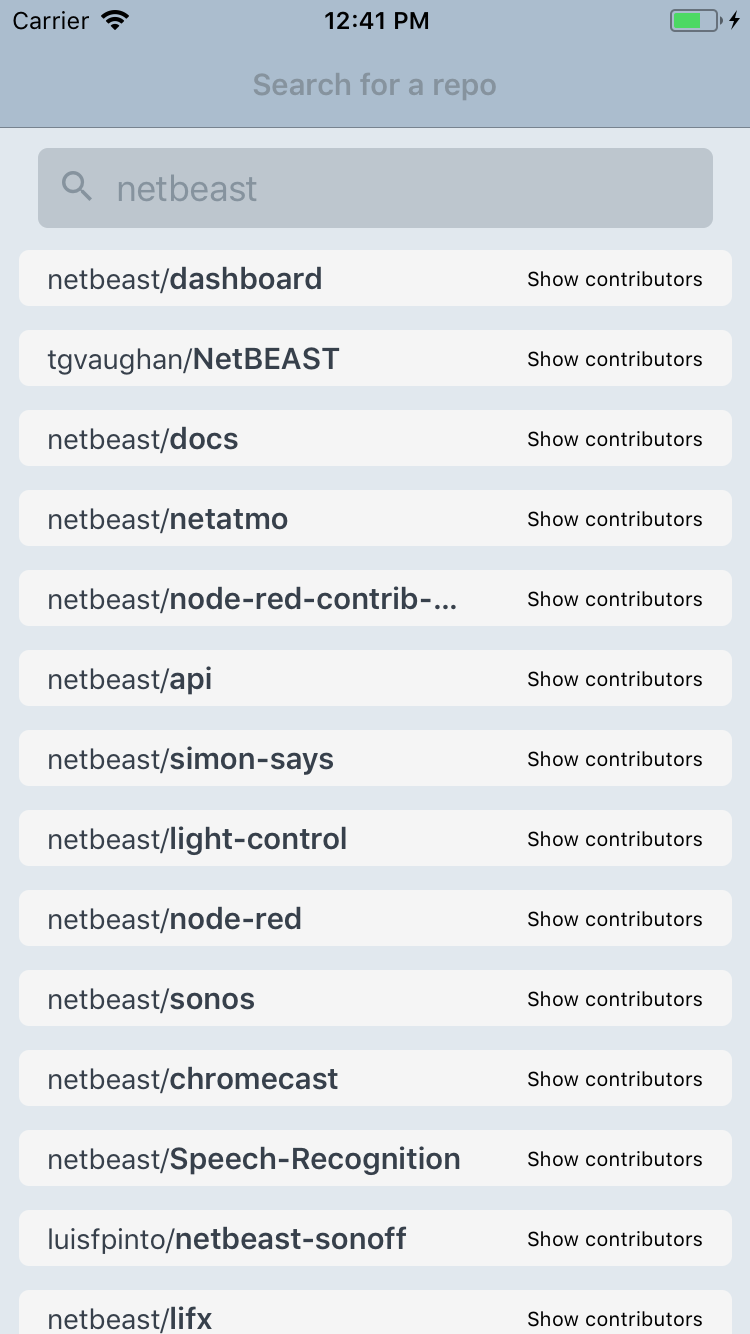 Carrier 12:41 PM
Search for a repo
netbeast
netbeast/dashboard Show contributors
tgvaughan/NetBEAST Show contributors
netbeast/docs Show contributors
netbeast/netatmo Show contributors
netbeast/node-red-contrib-... Show contributors
netbeast/api Show contributors
netbeast/simon-says Show contributors
netbeast/light-control Show contributors
netbeast/node-red Show contributors
netbeast/sonos Show contributors
netbeast/chromecast Show contributors
netbeast/Speech-Recognition Show contributors
luisfpinto/netbeast-sonoff Show contributors
netbeast/lifx Show contributors